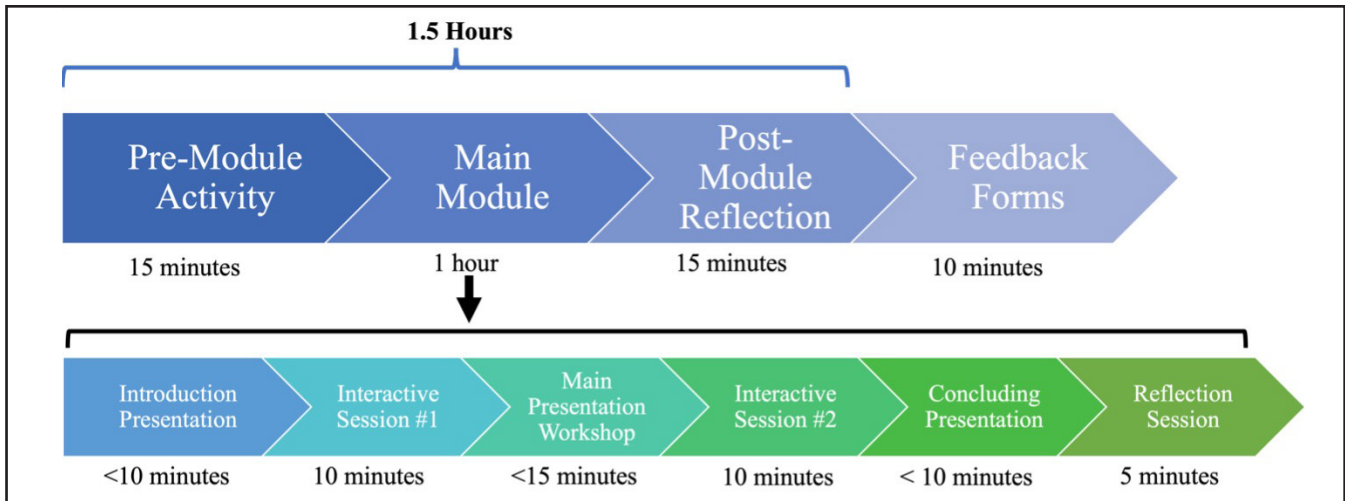 1.5 Hours
Pre-Module
Activity
Main
Module
Post-
Module
Reflection
Feedback
Forms
15 minutes
1 hour
15 minutes
10 minutes
Introduction
Presentation
Interactive
Session #1
Main
Presentation
Workshop
Interactive
Session #2
Concluding
Presentation
Reflection
Session
<10 minutes
10 minutes
<15 minutes
10 minutes
< 10 minutes
5 minutes